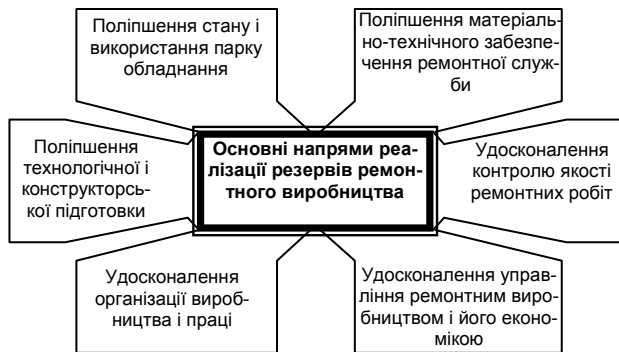 Поліпшення стану і
використання парку
обладнання
Поліпшення матеріаль-
но-технічного забезпе-
чення ремонтної служ-
би
Поліпшення
технологічної і
конструкторсь-
кої підготовки
Основні напрями реа-
лізації резервів ремон-
тного виробництва
Удосконалення
контролю якості
ремонтних робіт
Удосконалення
організації вироб-
ництва і праці
Удосконалення управ-
ління ремонтним виро-
бництвом і його еконо-
мікою